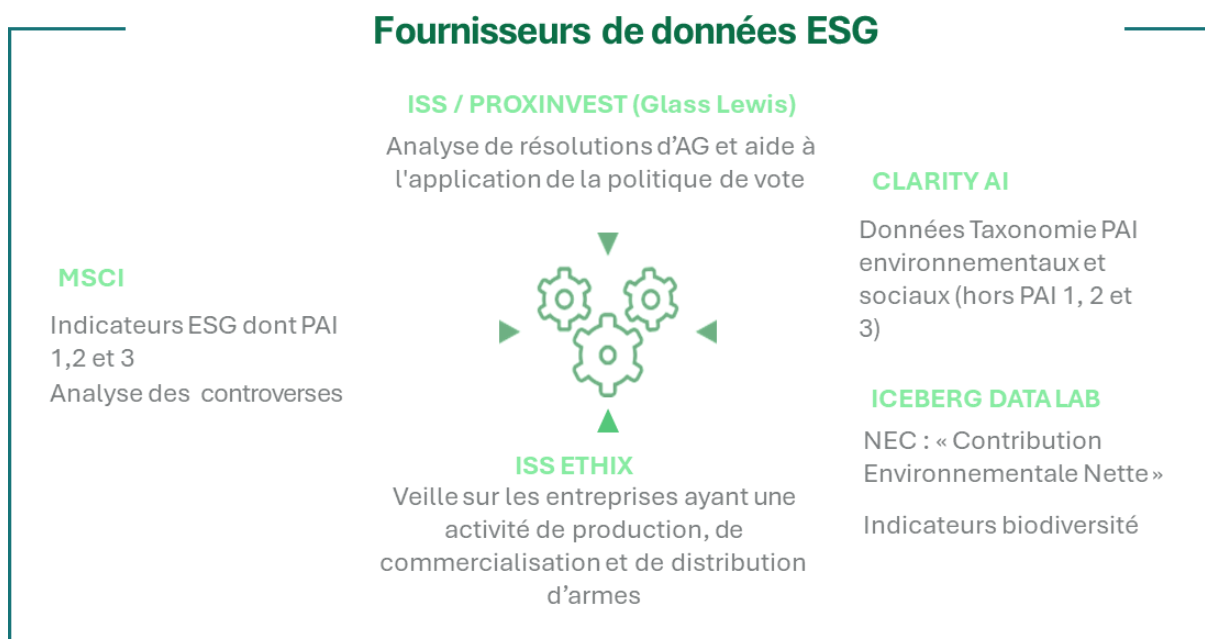 Fournisseurs de données ESG
ISS / PROXINVEST (Glass Lewis)
Analyse de résolutions d’AG et aide à
l'application de la politique de vote
MSCI
Indicateurs ESG dont PAI
1,2 et 3
Analyse des controverses
CLARITY AI
Données Taxonomie PAI
environnementaux et
sociaux (hors PAI 1, 2 et
3)
ICEBERG DATA LAB
NEC : « Contribution
Environnementale Nette »
Indicateurs biodiversité
ISS ETHIX
Veille sur les entreprises ayant une
activité de production, de
commercialisation et de distribution
d’armes